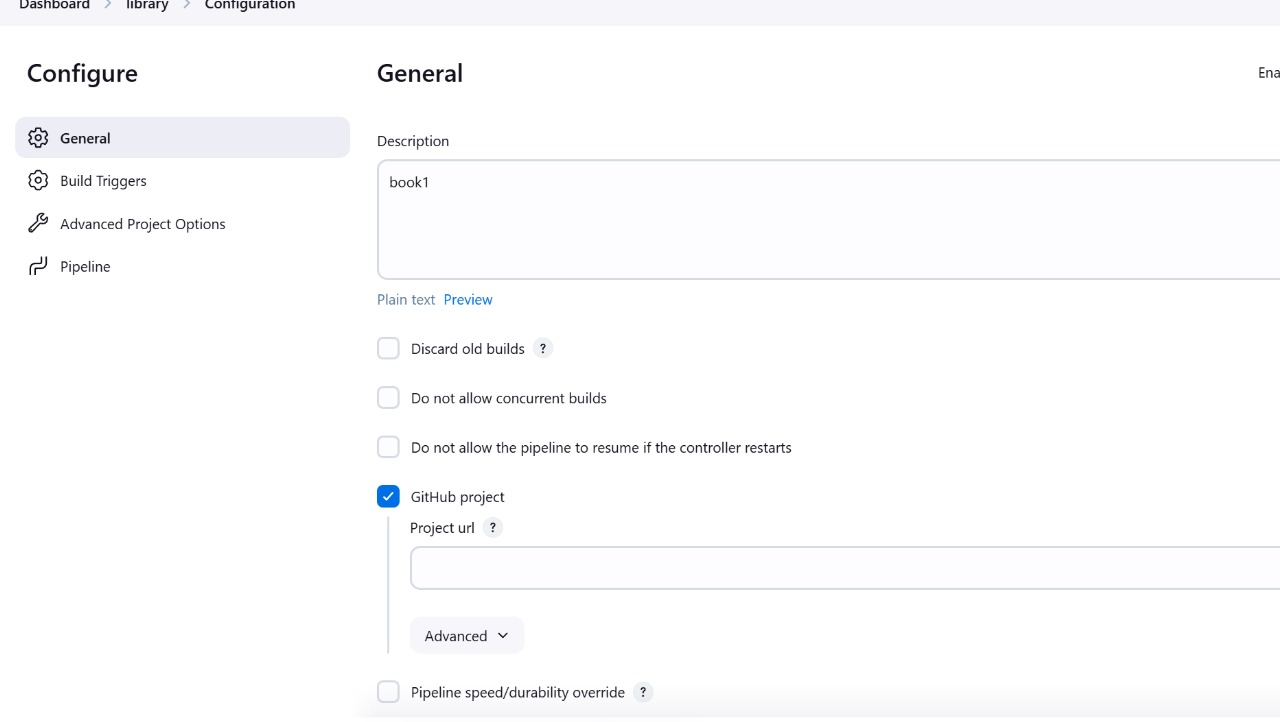 Dashboard > library > Configuration
Configure
General
Build Triggers
Advanced Project Options
Pipeline
General
Ena
Description
book1
Plain text Preview
Discard old builds ?
Do not allow concurrent builds
Do not allow the pipeline to resume if the controller restarts
GitHub project
Project url ?
Advanced
Pipeline speed/durability override ?